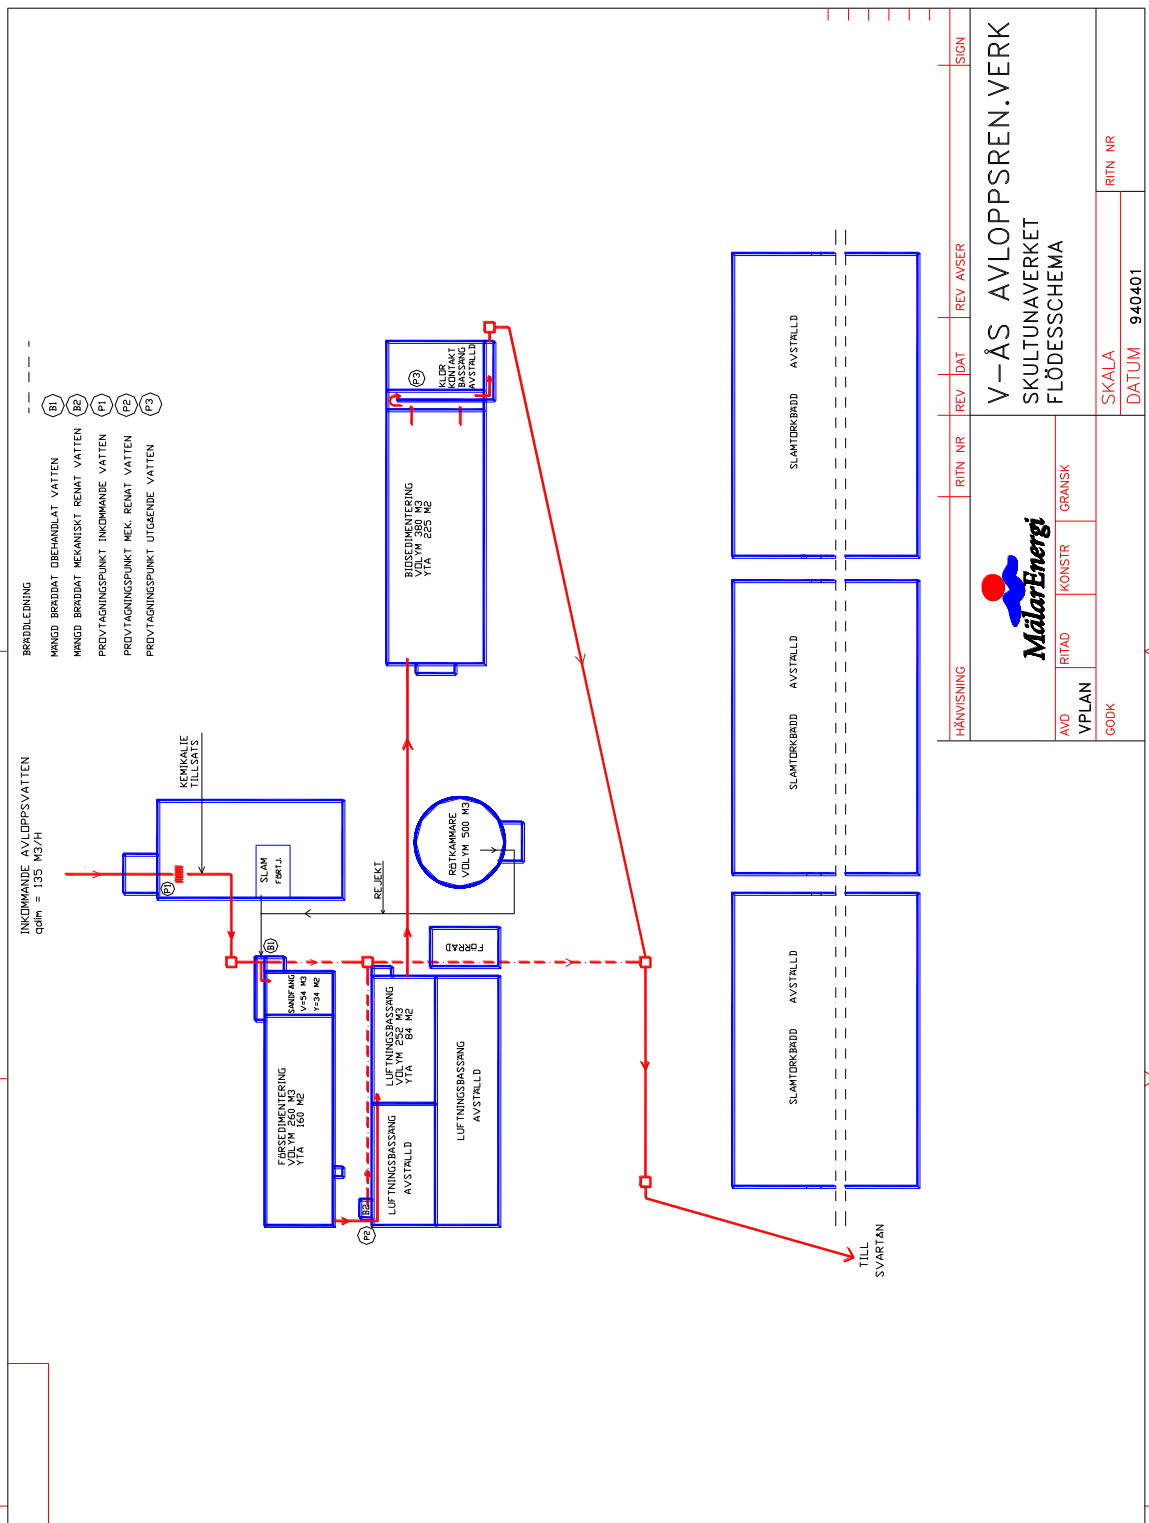 BRÄDDLEDNING
MÄNGD BRÄDDAT OBEHANDLAT VATTEN B1
MÄNGD BRÄDDAT MEKANISKT RENAT VATTEN B2
PROVTAGNINGSPUNKT INKOMMANDE VATTEN P1
PROVTAGNINGSPUNKT MEK. RENAT VATTEN P2
PROVTAGNINGSPUNKT UTGÅENDE VATTEN P3
INKOMMANDE AVLOPPSVATTEN
qdim = 135 M3/H
KEMIKALIE
TILLSATS
P1
SLAM
FÖRTJ.
B1
SANDFÅNG
V=54 M3
Y=34 M2
FÖRSEDIMENTERING
VOLYM 260 M3
YTA 160 M2
B2
P2
LUFTNINGSBASSÄNG
VOLYM 252 M3
YTA 84 M2
LUFTNINGSBASSÄNG
AVSTÄLLD
LUFTNINGSBASSÄNG
AVSTÄLLD
FÖRRÅD
REJEKT
RÖTKAMMARE
VOLYM 500 M3
BIOSEDIMENTERING
VOLYM 380 M3
YTA 225 M2
P3
KLOR
KONTAKT
BASSÄNG
AVSTÄLLD
SLAMTORKBÄDD AVSTÄLLD
SLAMTORKBÄDD AVSTÄLLD
SLAMTORKBÄDD AVSTÄLLD
TILL
SVARTÅN
HÄNVISNING RITN NR REV DAT REV AVSER SIGN
MälarEnergi
V-ÅS AVLOPPSREN.VERK
SKULTUNAVERKET
FLÖDESSCHEMA
AVD RITAD KONSTR GRANSK
VPLAN
GODK
SKALA
DATUM 940401
RITN NR